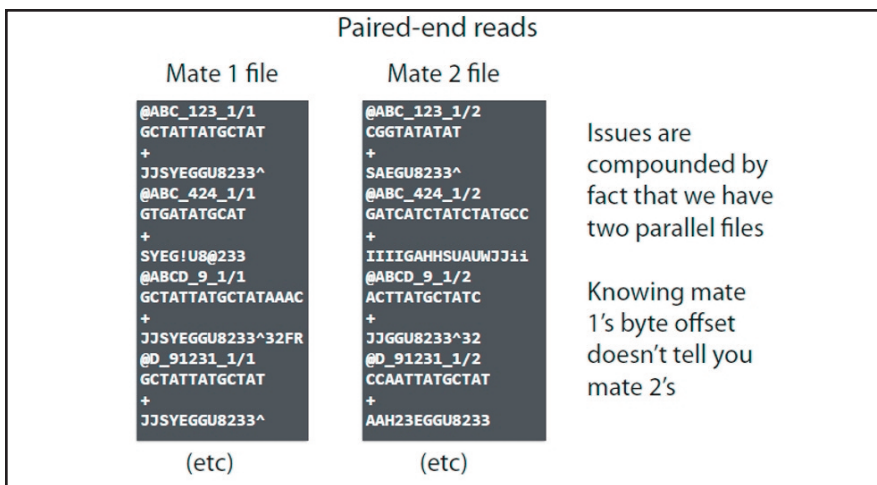 Paired-end reads
Mate 1 file
@ABC_123_1/1
GCTATTATGCTAT
+
JJSYEGGU8233^
@ABC_424_1/1
GTGATATGCAT
+
SYEG!U8@233
@ABCD_9_1/1
GCTATTATGCTATAAAC
+
JJSYEGGU8233^32FR
@D_91231_1/1
GCTATTATGCTAT
+
JJSYEGGU8233^
(etc)
Mate 2 file
@ABC_123_1/2
CGGTATATAT
+
SAEGU8233^
@ABC_424_1/2
GATCATCTATCTATGCC
+
IIIIGAHHSUAUWJJii
@ABCD_9_1/2
ACTTATGCTATC
+
JJGGU8233^32
@D_91231_1/2
CCAATTATGCTAT
+
AAH23EGGU8233
(etc)
Issues are
compounded by
fact that we have
two parallel files
Knowing mate
1's byte offset
doesn't tell you
mate 2's